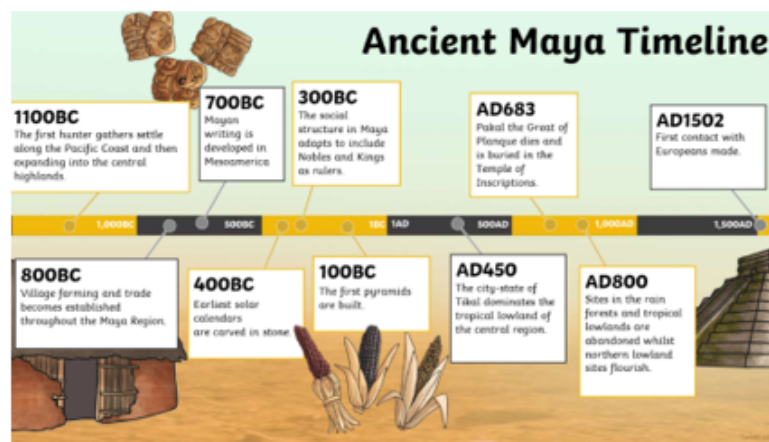 Ancient Maya Timeline
1100BC
The first hunter gathers settle
along the Pacific Coast and then
expanding into the central
highlands.
700BC
Mayan
writing is
developed in
Mesoamerica
300BC
The social
structure in Maya
adapts to include
Nobles and Kings
as rulers.
AD683
Pakal the Great of
Planque dies and
is buried in the
Temple of
Inscriptions.
AD1502
First contact with
Europeans made.
1,000BC
500BC
1BC
1AD
500AD
1,000AD
1,500AD
800BC
Village farming and trade
becomes established
throughout the Maya Region.
400BC
Earliest solar
calendars
are carved in stone.
100BC
The first pyramids
are built.
AD450
The city-state of
Tikal dominates the
tropical lowland of
the central region.
AD800
Sites in the rain
forests and tropical
lowlands are
abandoned whilst
northern lowland
sites flourish.